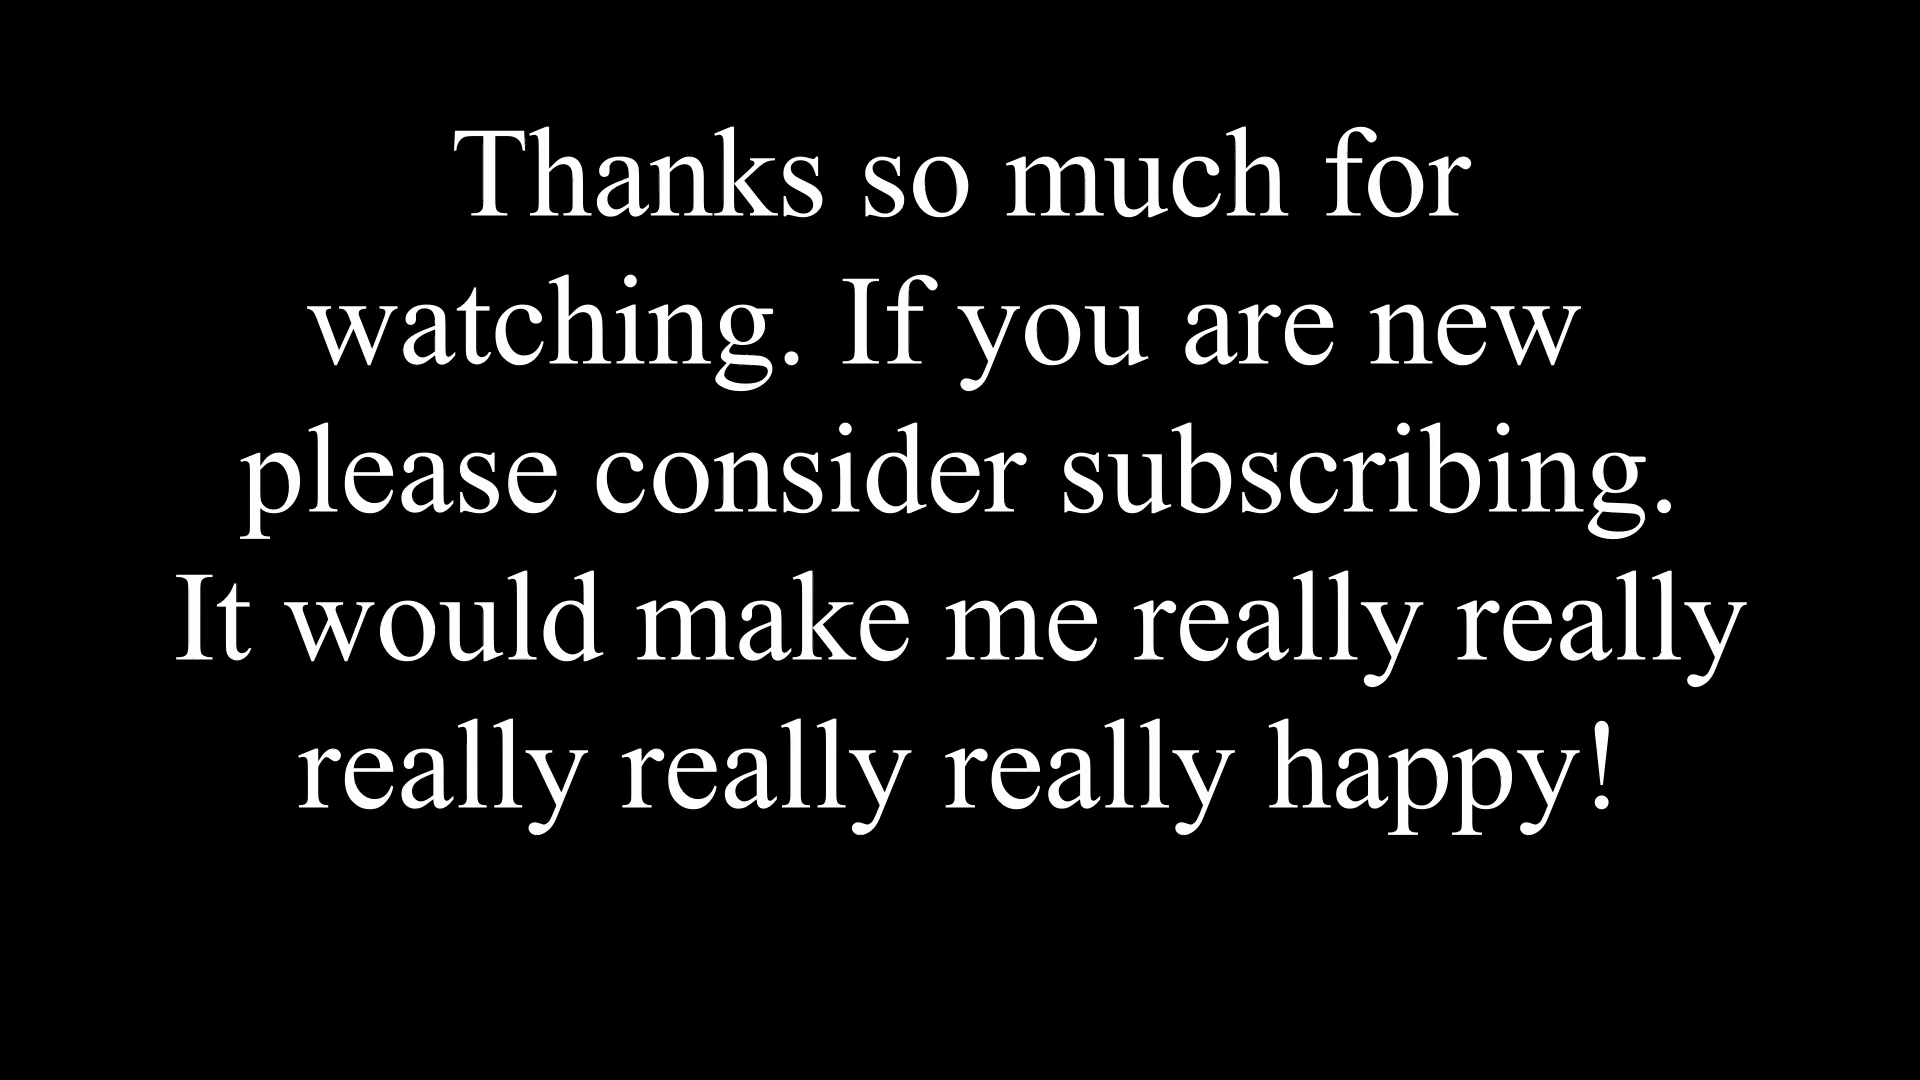 Thanks so much for
watching. If you are new
please consider subscribing.
It would make me really really
really really really happy!